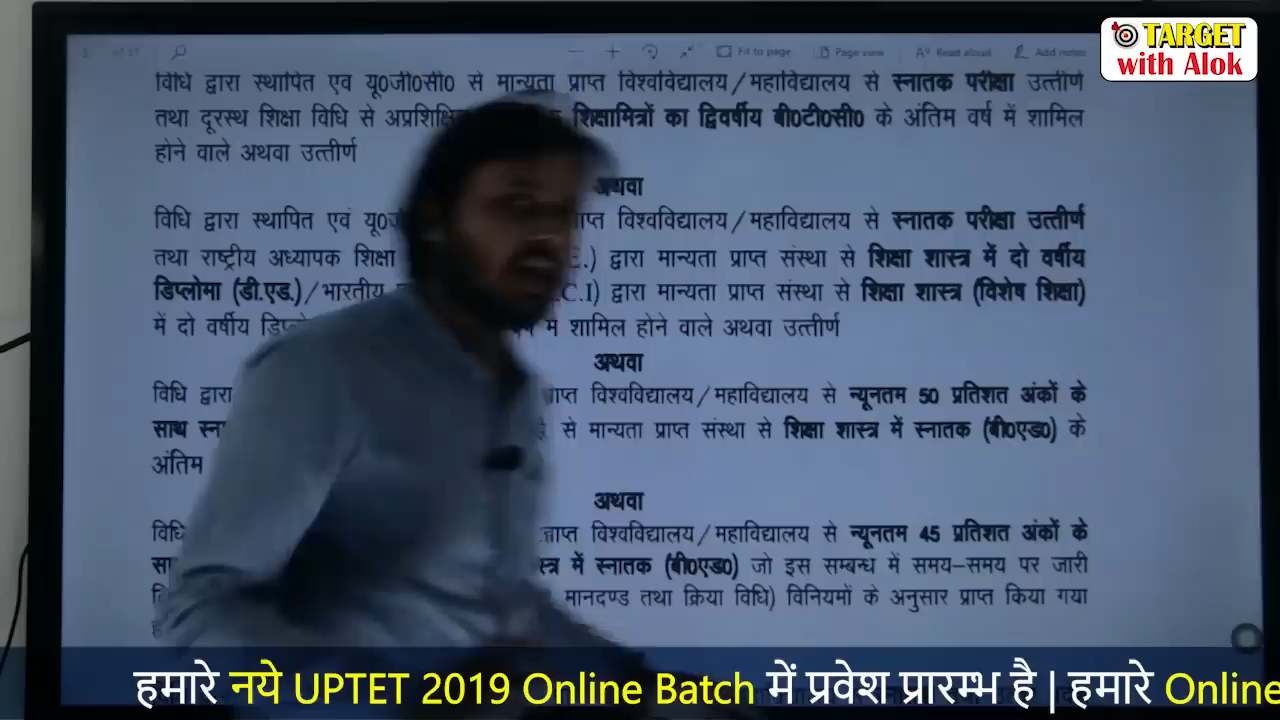 of 17
Fit to page
Page view
Read aloud
Add notes
TARGET
with Alok
विधि द्वारा स्थापित एव यू0जी0सी0 से मान्यता प्राप्त विश्वविद्यालय/महाविद्यालय से स्नातक परीक्षा उत्तीर्ण
तथा दूरस्थ शिक्षा विधि से शिक्षामित्रों का द्विवर्षीय बी0टी0सी0 के अंतिम वर्ष में शामिल
होने वाले अथवा उत्तीर्ण
अथवा
विधि द्वारा स्थापित एवं विश्वविद्यालय/महाविद्यालय से स्नातक परीक्षा उत्तीर्ण
तथा राष्ट्रीय अध्यापक शिक्षा द्वारा मान्यता प्राप्त संस्था से शिक्षा शास्त्र में दो वर्षीय
डिप्लोमा (डी.एड.)/भारतीय द्वारा मान्यता प्राप्त संस्था से शिक्षा शास्त्र (विशेष शिक्षा)
में दो वर्षीय में शामिल होने वाले अथवा उत्तीर्ण
अथवा
विधि द्वारा विश्वविद्यालय/महाविद्यालय से न्यूनतम 50 प्रतिशत अंकों के
साथ से मान्यता प्राप्त संस्था से शिक्षा शास्त्र में स्नातक (बी0एड0) के
अंतिम
अथवा
विधि विश्वविद्यालय/महाविद्यालय से न्यूनतम 45 प्रतिशत अंकों के
में स्नातक (बी0एड0) जो इस सम्बन्ध में समय-समय पर जारी
मानदण्ड तथा क्रिया विधि) विनियमों के अनुसार प्राप्त किया गया
हमारे नये UPTET 2019 Online Batch में प्रवेश प्रारम्भ है | हमारे Online